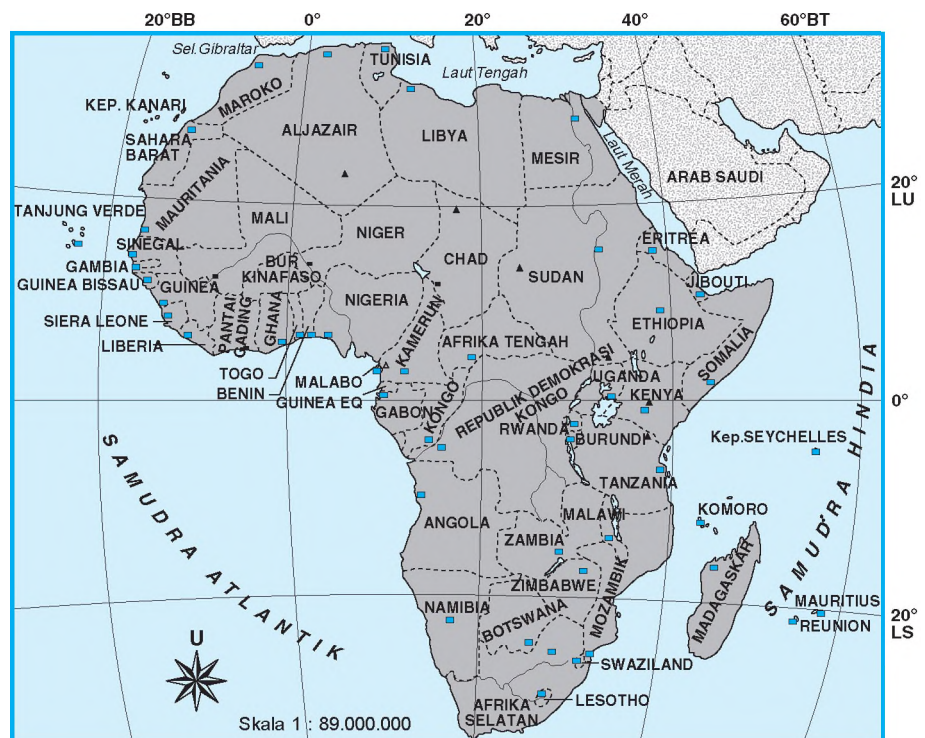 20°BB 0° 20° 40° 60°BT
Sel.Gibraltar
TUNISIA
Laut Tengah
MAROKO
KEP. KANARI
ALJAZAIR
LIBYA
SAHARA
BARAT
MESIR
Laut Merah
ARAB SAUDI
20°
LU
MAURITANIA
TANJUNG VERDE
MALI
NIGER
CHAD
SUDAN
ERITREA
SINEGAL
GAMBIA
GUINEA BISSAU
GUINEA
BUR
KINAFASO
JIBOUTI
NIGERIA
SIERA LEONE
PANTAI
GADING
GHANA
KAMERUN
ETHIOPIA
SOMALIA
LIBERIA
AFRIKA TENGAH
TOGO
BENIN
MALABO
GUINEA EQ
REPUBLIK DEMOKRASI
KONGO
UGANDA
KENYA
0°
GABON
KONGO
RWANDA
BURUNDI
Kep.SEYCHELLES
SAMUDRA HINDIA
TANZANIA
SAMUDRA ATLANTIK
ANGOLA
MALAWI
KOMORO
ZAMBIA
ZIMBABWE
MOZAMBIK
MADAGASKAR
NAMIBIA
BOTSWANA
MAURITIUS
REUNION
20°
LS
U
SWAZILAND
LESOTHO
AFRIKA
SELATAN
Skala 1 : 89.000.000